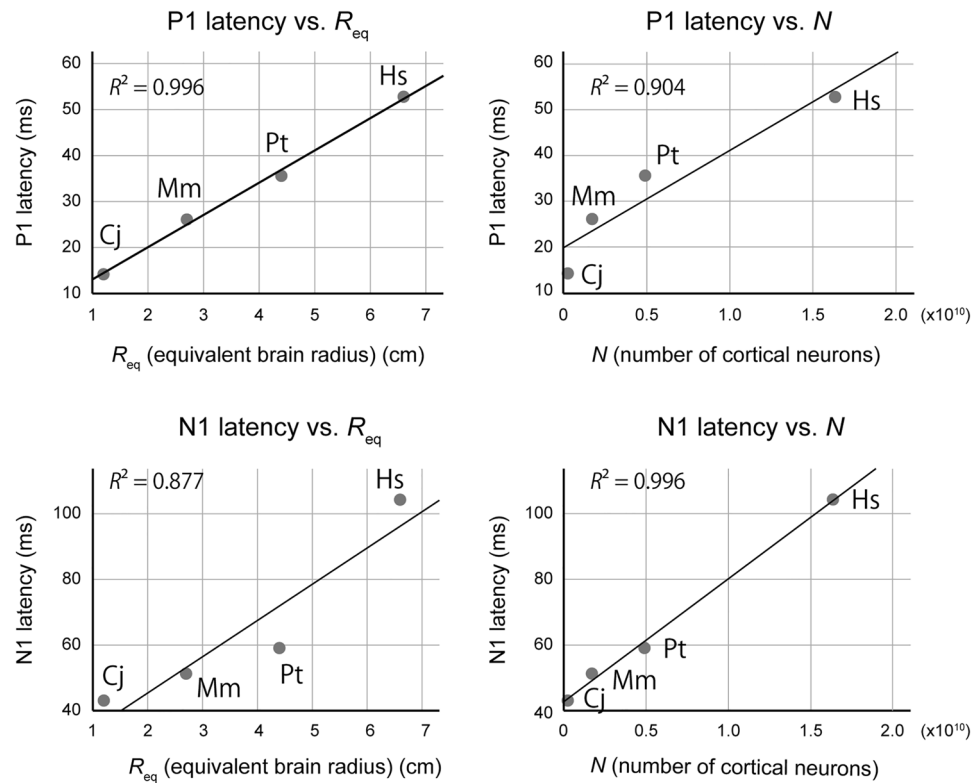 P1 latency vs. Req
R² = 0.996
P1 latency (ms)
60
50
40
30
20
10
Cj
Mm
Pt
Hs
1 2 3 4 5 6 7
Req (equivalent brain radius) (cm)
P1 latency vs. N
R² = 0.904
P1 latency (ms)
60
50
40
30
20
10
Cj
Mm
Pt
Hs
0 0.5 1.0 1.5 2.0 (x10¹⁰)
N (number of cortical neurons)
N1 latency vs. Req
R² = 0.877
N1 latency (ms)
100
80
60
40
Cj
Mm
Pt
Hs
1 2 3 4 5 6 7
Req (equivalent brain radius) (cm)
N1 latency vs. N
R² = 0.996
N1 latency (ms)
100
80
60
40
Cj
Mm
Pt
Hs
0 0.5 1.0 1.5 2.0 (x10¹⁰)
N (number of cortical neurons)